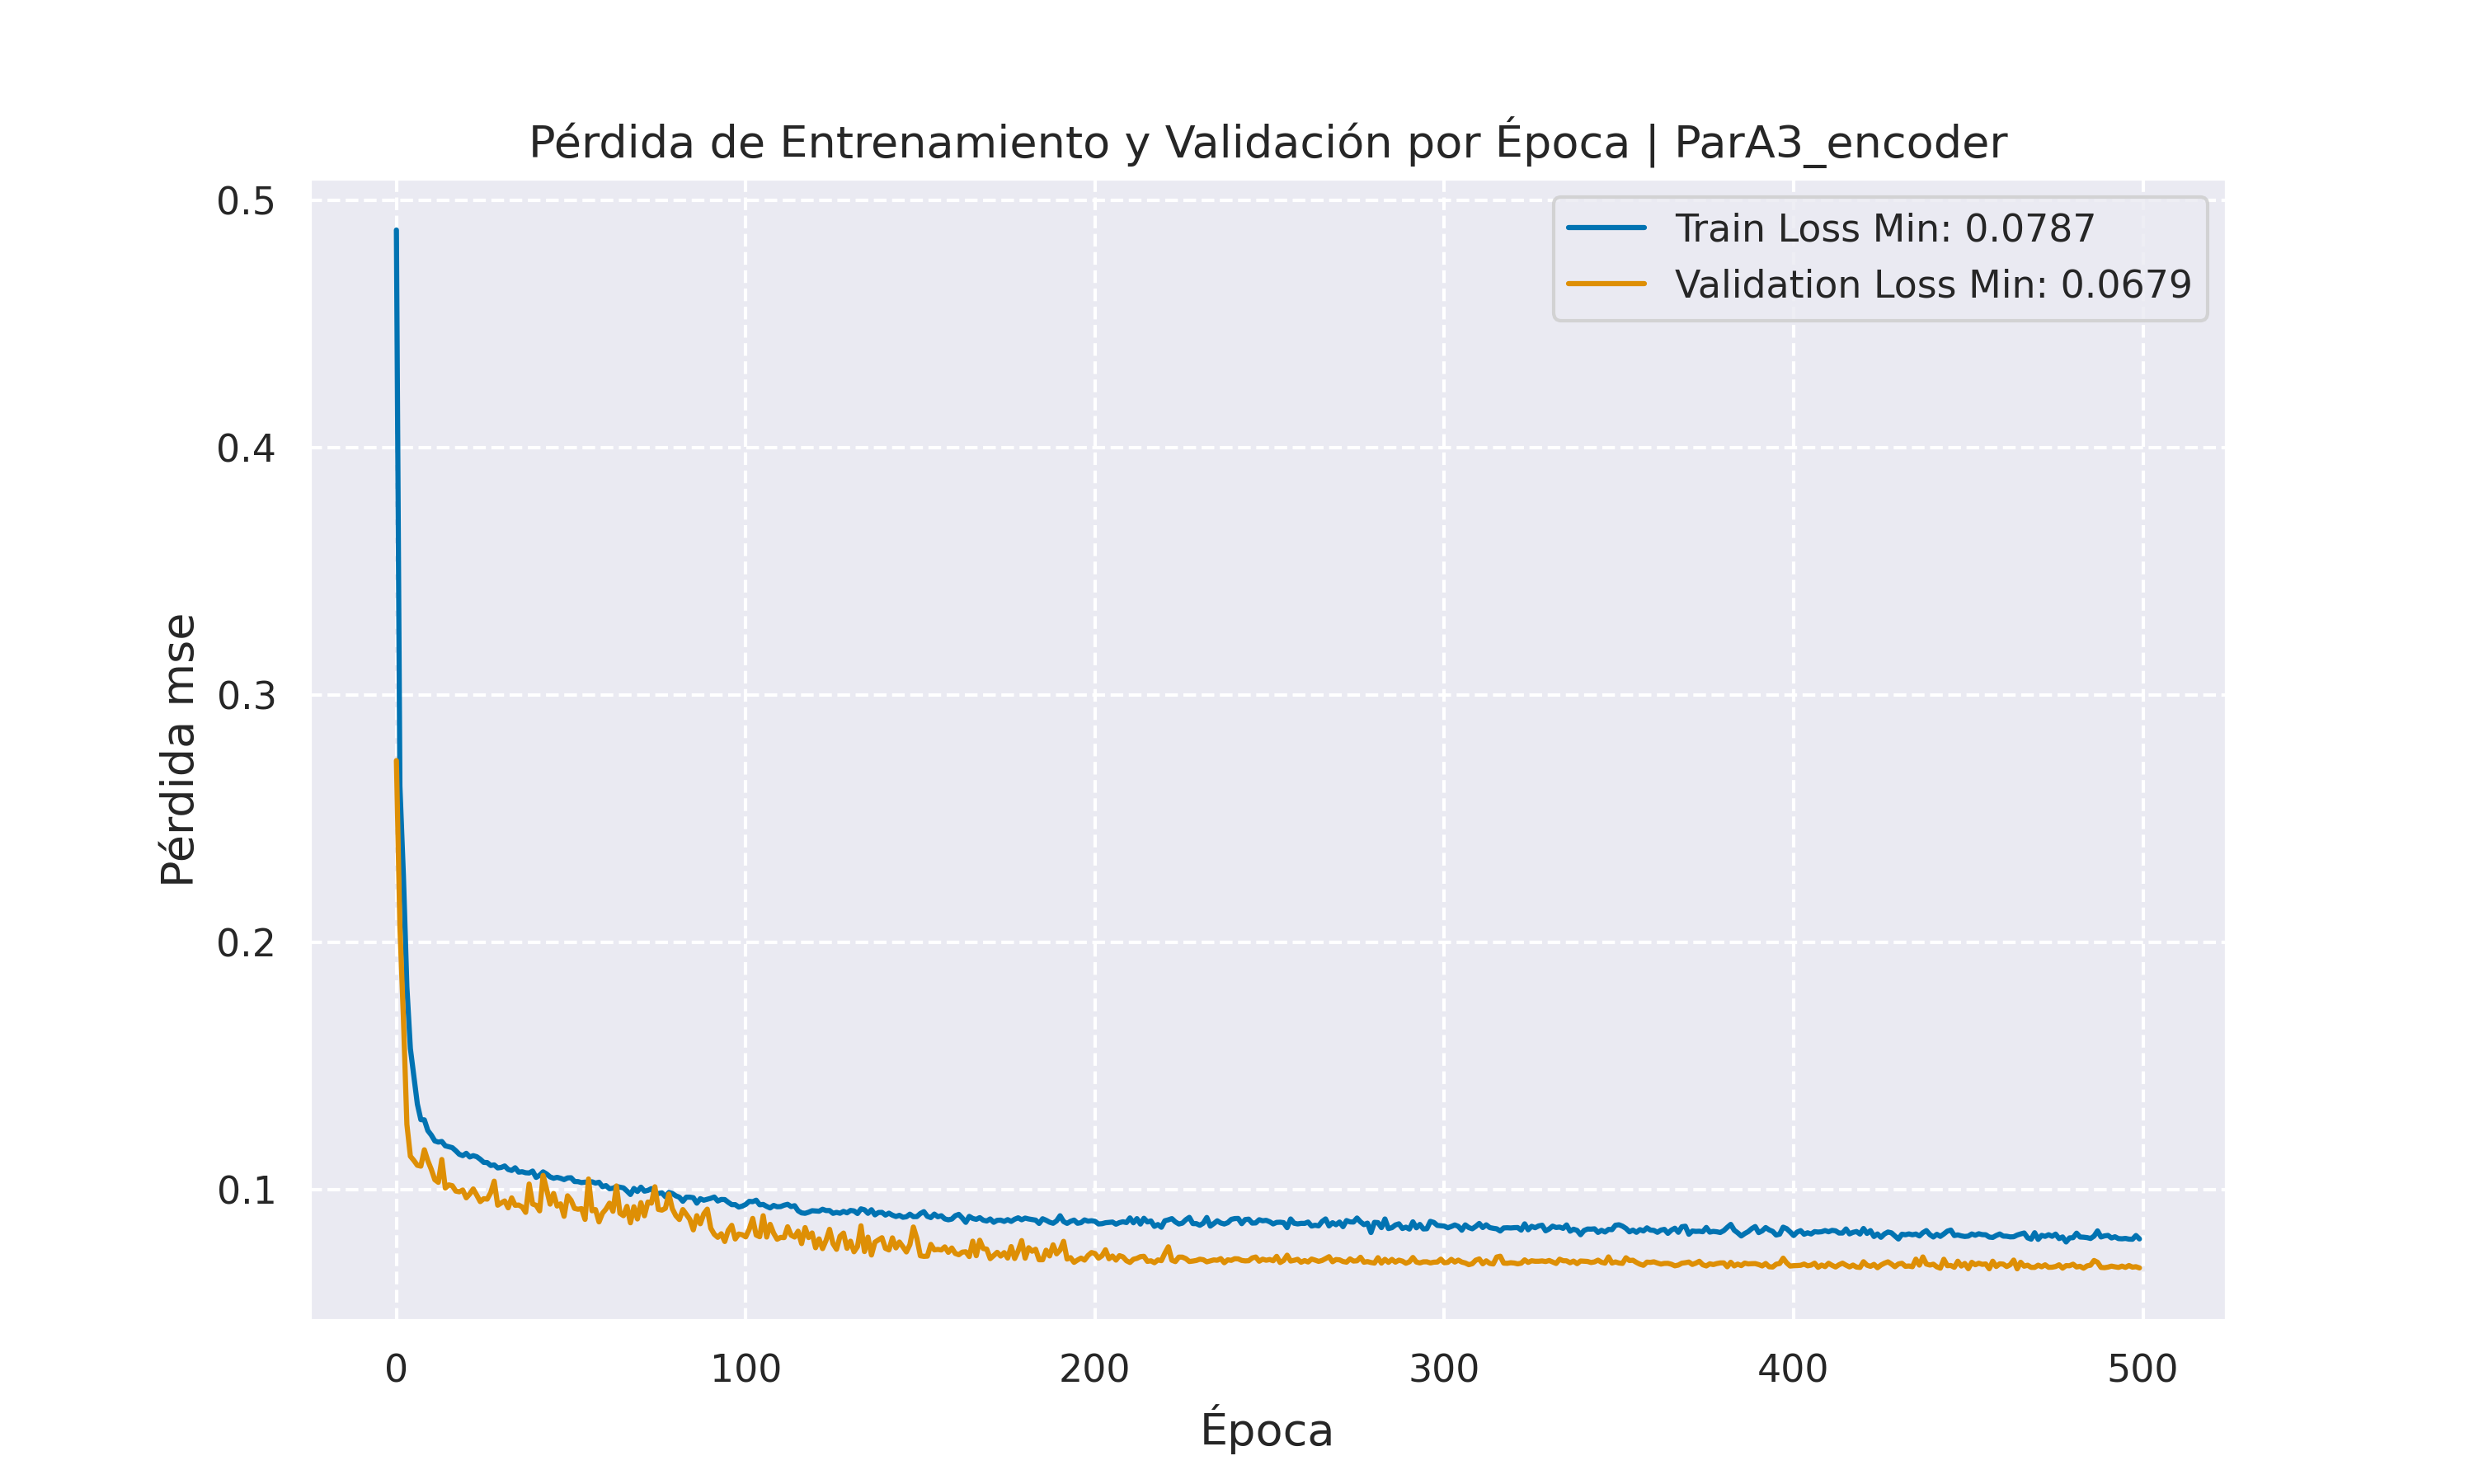 Pérdida de Entrenamiento y Validación por Época | ParA3_encoder
Train Loss Min: 0.0787
Validation Loss Min: 0.0679
Pérdida mse
0.5
0.4
0.3
0.2
0.1
0 100 200 300 400 500
Época